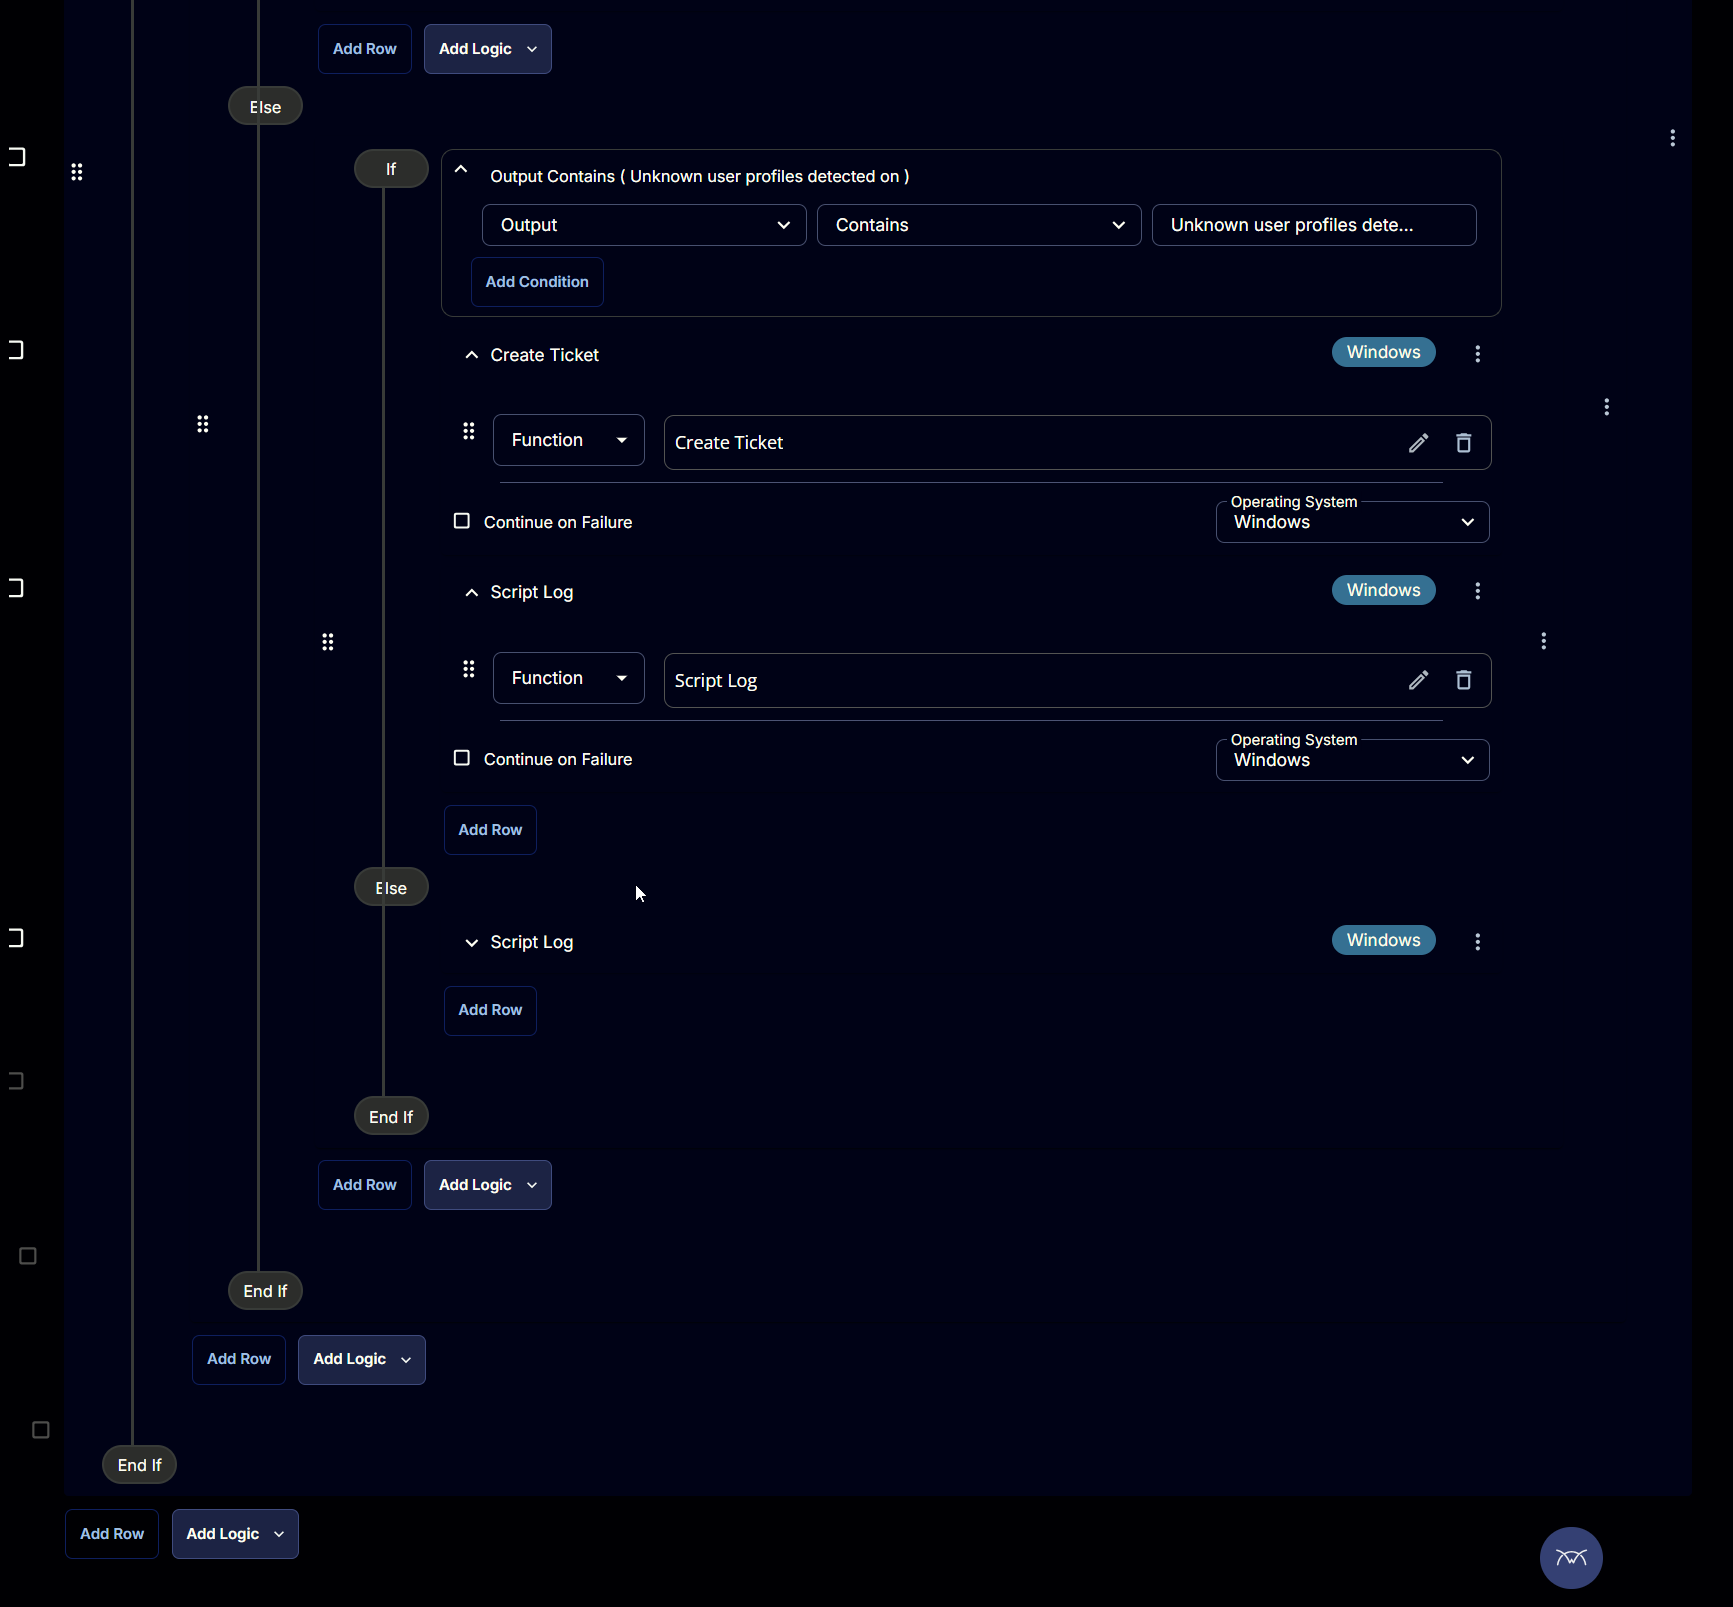 Add Row Add Logic
Else
If
Output Contains ( Unknown user profiles detected on )
Output Contains Unknown user profiles dete...
Add Condition
Create Ticket Windows
Function Create Ticket
Operating System
Continue on Failure Windows
Script Log Windows
Function Script Log
Operating System
Continue on Failure Windows
Add Row
Else
Script Log Windows
Add Row
End If
Add Row Add Logic
End If
Add Row Add Logic
End If
Add Row Add Logic